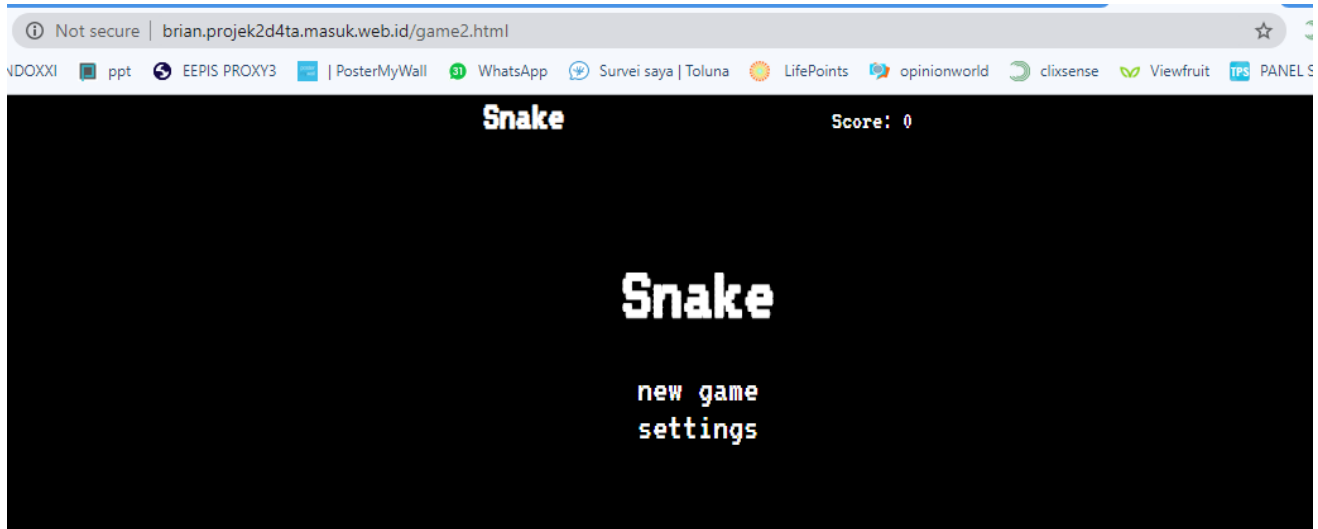 Not secure | brian.projek2d4ta.masuk.web.id/game2.html
NDOXXI ppt EEPIS PROXY3 | PosterMyWall 31 WhatsApp Survei saya | Toluna LifePoints opinionworld clixsense Viewfruit TPS PANEL S
Snake Score: 0
Snake
new game
settings